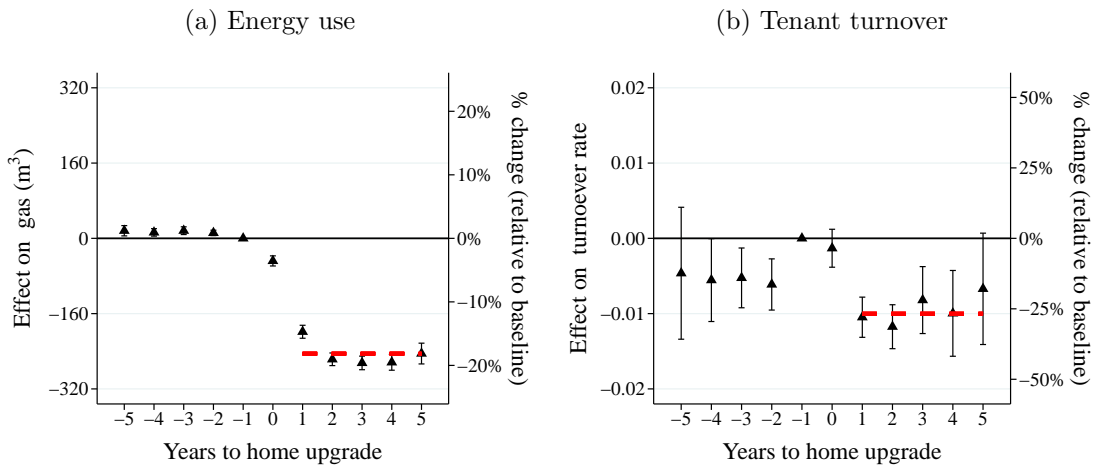 (a) Energy use
320
160
0
−160
−320
Effect on gas (m³)
20%
10%
0%
−10%
−20%
% change (relative to baseline)
−5 −4 −3 −2 −1 0 1 2 3 4 5
Years to home upgrade
(b) Tenant turnover
0.02
0.01
0.00
−0.01
−0.02
Effect on turnover rate
50%
25%
0%
−25%
−50%
% change (relative to baseline)
−5 −4 −3 −2 −1 0 1 2 3 4 5
Years to home upgrade